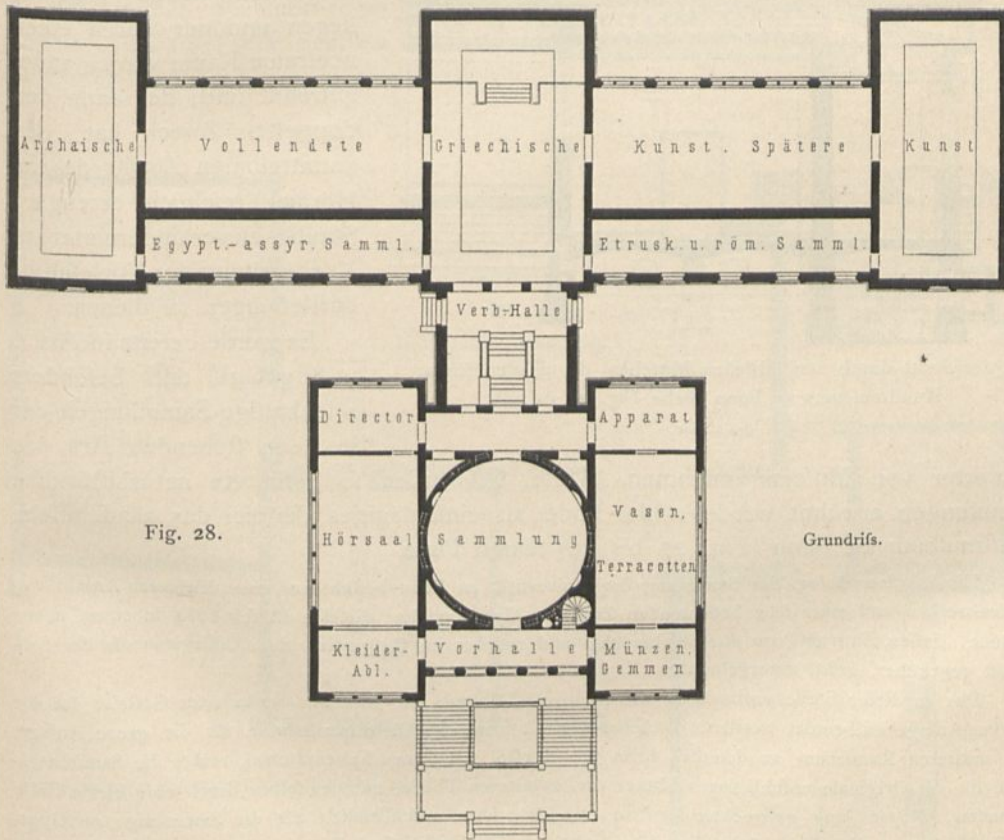 Archaische
Vollendete
Griechische
Kunst. Spätere
Kunst
Egypt.-assyr. Samml.
Etrusk. u. röm. Samml.
Verb-Halle
Director
Apparat
Fig. 28.
Hörsaal
Sammlung
Vasen,
Terracotten
Grundriſs.
Kleider-
Abl.
Vorhalle
Münzen.
Gemmen